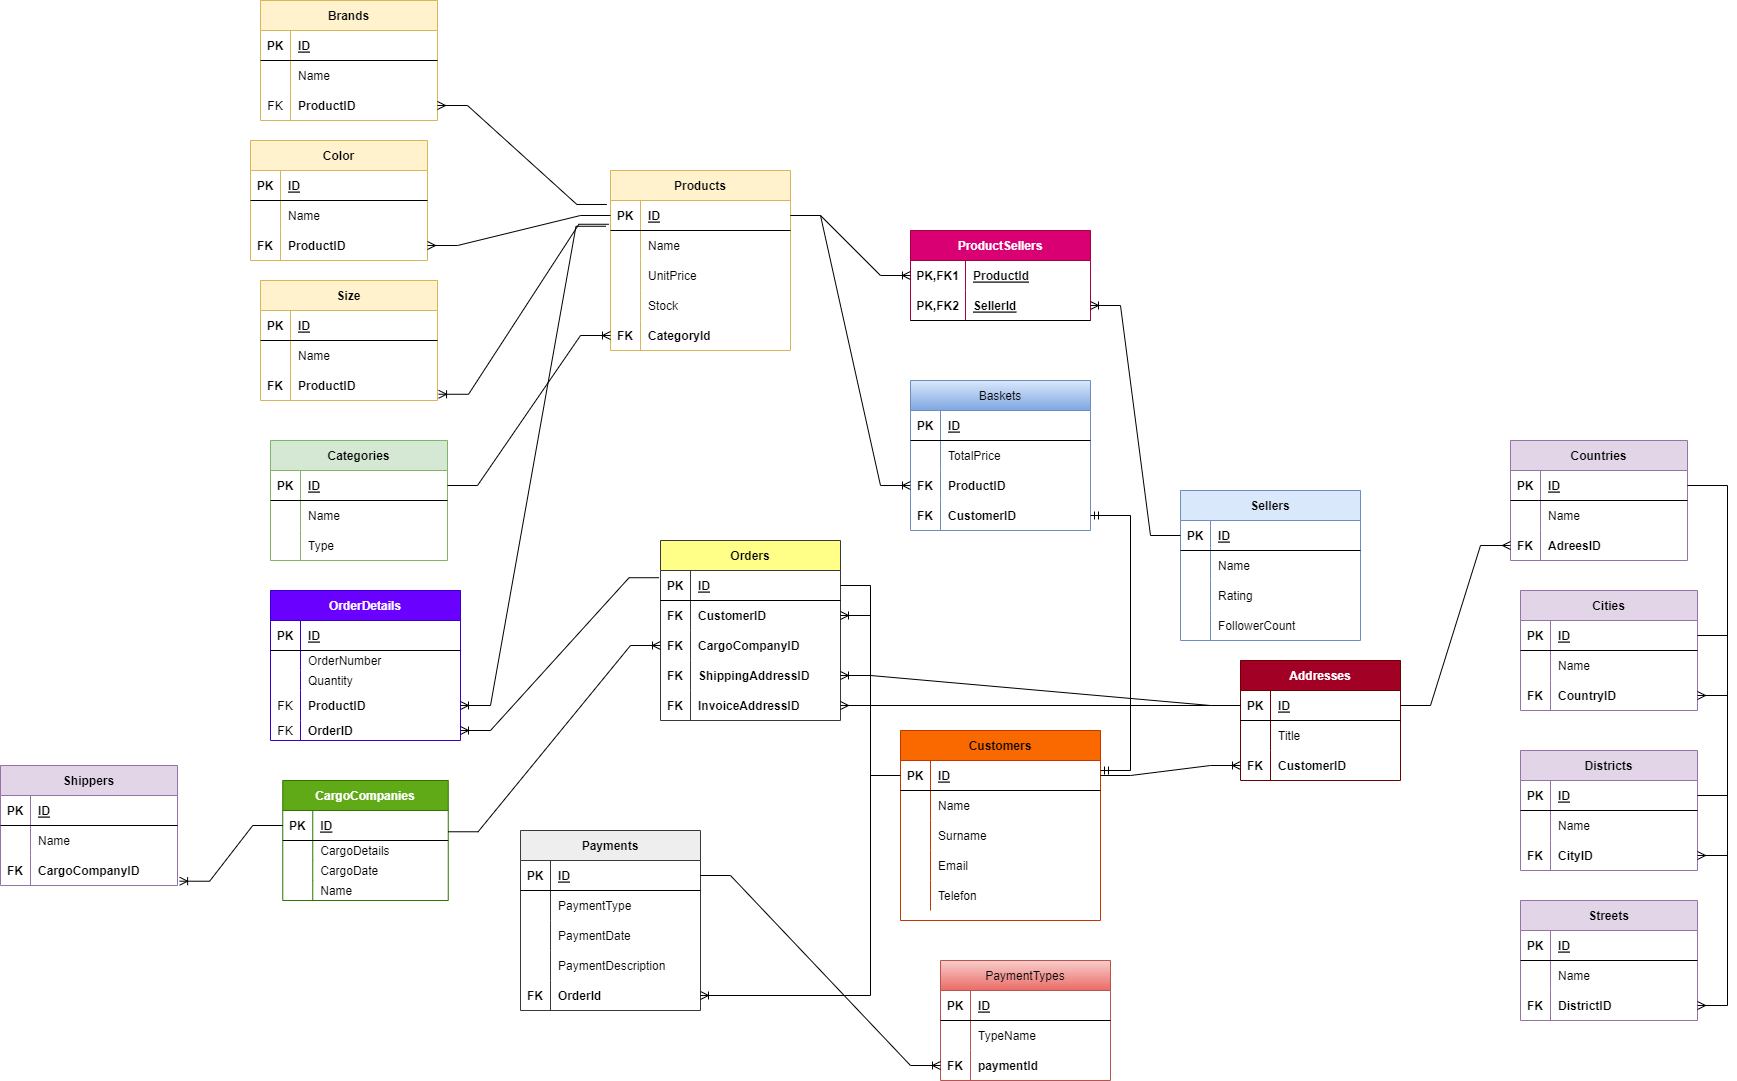 Brands
PK ID
Name
FK ProductID
Color
PK ID
Name
FK ProductID
Size
PK ID
Name
FK ProductID
Categories
PK ID
Name
Type
OrderDetails
PK ID
OrderNumber
Quantity
FK ProductID
FK OrderID
Shippers
PK ID
Name
FK CargoCompanyID
CargoCompanies
PK ID
CargoDetails
CargoDate
Name
Products
PK ID
Name
UnitPrice
Stock
FK CategoryId
Orders
PK ID
FK CustomerID
FK CargoCompanyID
FK ShippingAddressID
FK InvoiceAddressID
Payments
PK ID
PaymentType
PaymentDate
PaymentDescription
FK OrderId
ProductSellers
PK,FK1 ProductId
PK,FK2 SellerId
Baskets
PK ID
TotalPrice
FK ProductID
FK CustomerID
Customers
PK ID
Name
Surname
Email
Telefon
PaymentTypes
PK ID
TypeName
FK paymentId
Sellers
PK ID
Name
Rating
FollowerCount
Addresses
PK ID
Title
FK CustomerID
Countries
PK ID
Name
FK AdreesID
Cities
PK ID
Name
FK CountryID
Districts
PK ID
Name
FK CityID
Streets
PK ID
Name
FK DistrictID